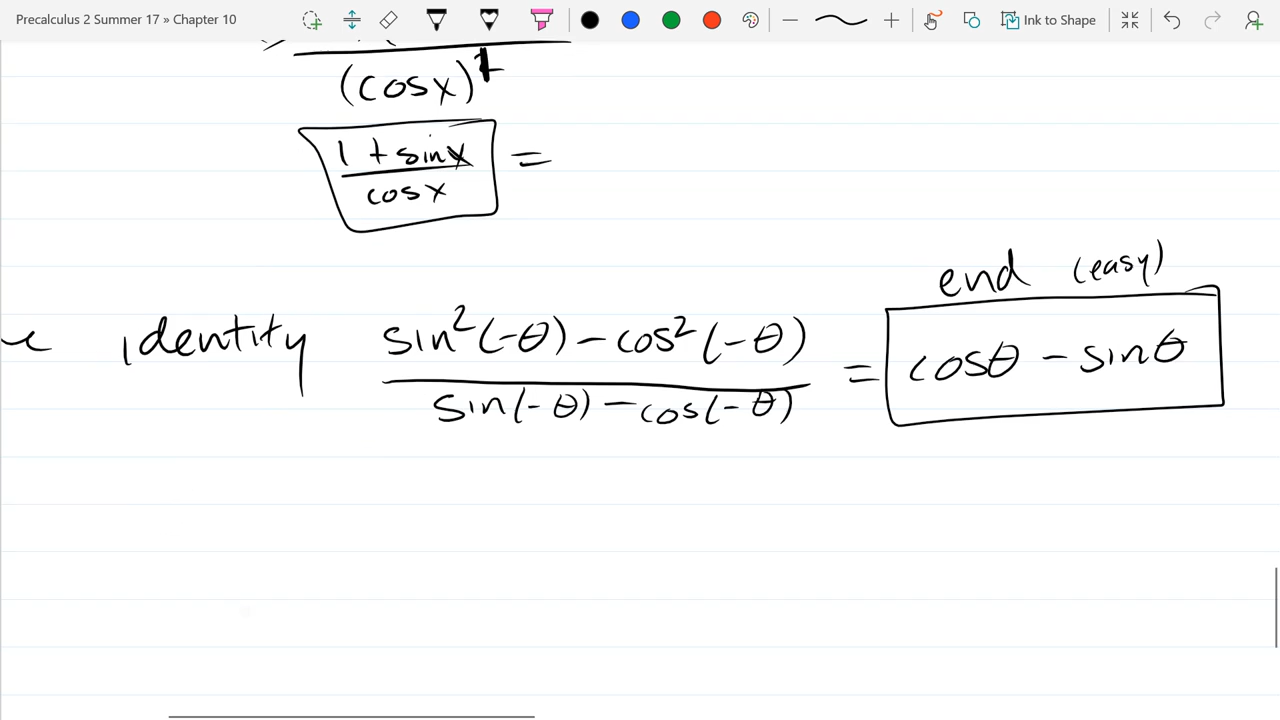 Precalculus 2 Summer 17 » Chapter 10
Ink to Shape
(cosx)^1
1 + sinx
cosx
=
end (easy)
identity sin²(-θ) - cos²(-θ)
sin(-θ) - cos(-θ)
= cosθ - sinθ